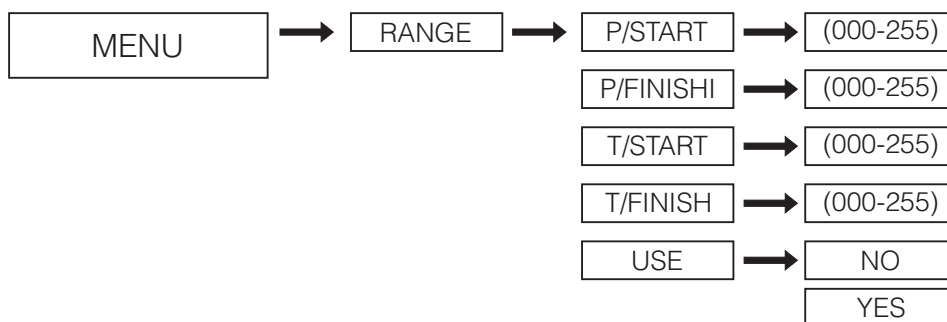 MENU RANGE P/START (000-255)
P/FINISHI (000-255)
T/START (000-255)
T/FINISH (000-255)
USE NO
YES